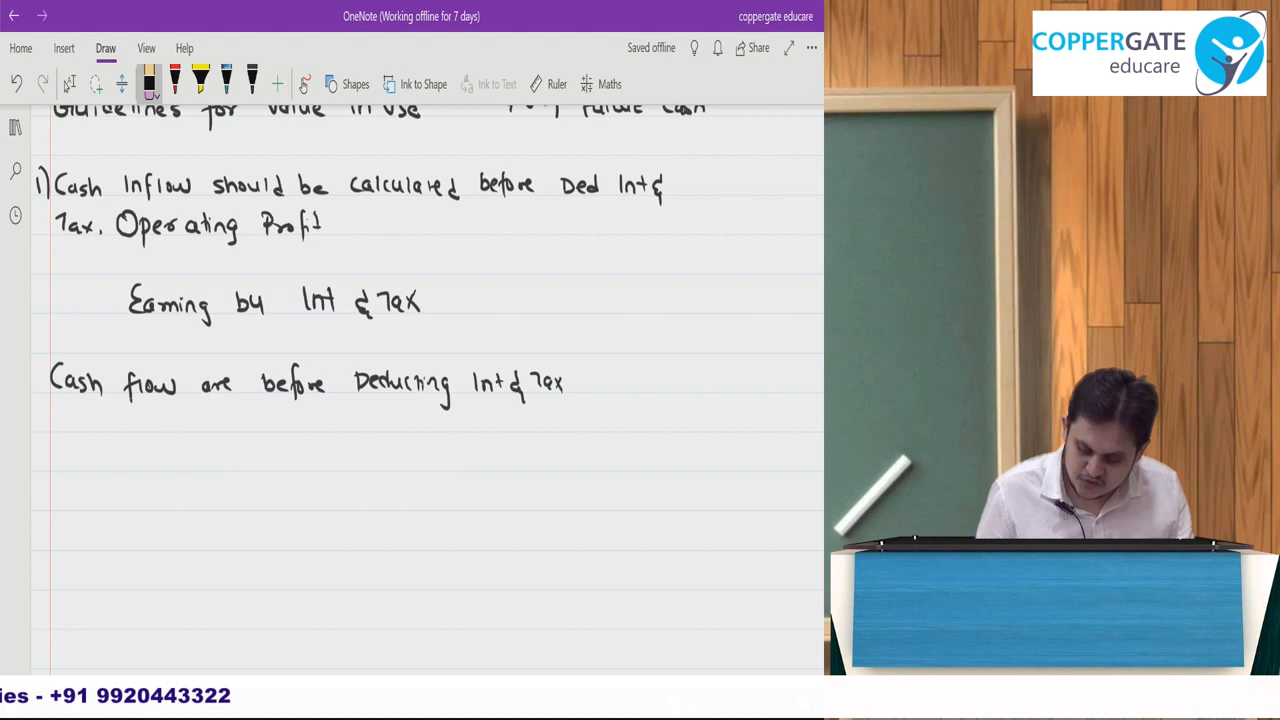 OneNote (Working offline for 7 days)
coppergate educare
Home Insert Draw View Help
Saved offline Share
Shapes Ink to Shape Ink to Text Ruler Maths
COPPERGATE
educare
Guidelines for Value in Use Future Cash
1) Cash Inflow should be calculated before Ded Int &
Tax. Operating Profit
Earning by Int & Tax
Cash flow are before Deducting Int & Tax
ies - +91 9920443322